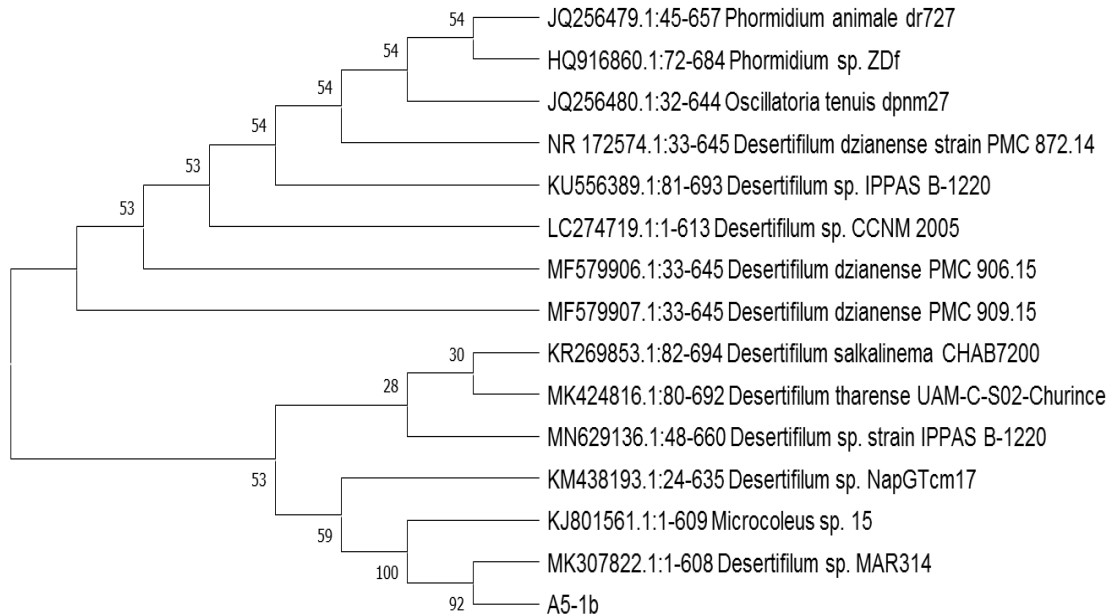 54
JQ256479.1:45-657 Phormidium animale dr727
HQ916860.1:72-684 Phormidium sp. ZDf
54
JQ256480.1:32-644 Oscillatoria tenuis dpnm27
54
NR 172574.1:33-645 Desertifilum dzianense strain PMC 872.14
54
KU556389.1:81-693 Desertifilum sp. IPPAS B-1220
53
LC274719.1:1-613 Desertifilum sp. CCNM 2005
53
MF579906.1:33-645 Desertifilum dzianense PMC 906.15
MF579907.1:33-645 Desertifilum dzianense PMC 909.15
30
KR269853.1:82-694 Desertifilum salkalinema CHAB7200
28
MK424816.1:80-692 Desertifilum tharense UAM-C-S02-Churince
MN629136.1:48-660 Desertifilum sp. strain IPPAS B-1220
53
KM438193.1:24-635 Desertifilum sp. NapGTcm17
59
KJ801561.1:1-609 Microcoleus sp. 15
100
MK307822.1:1-608 Desertifilum sp. MAR314
92
A5-1b